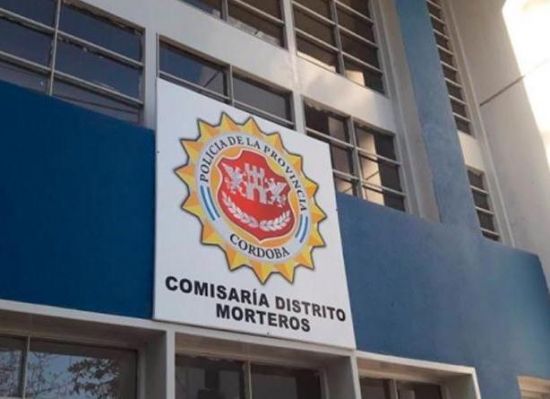 POLICIA DE LA PROVINCIA
CORDOBA
COMISARÍA DISTRITO
MORTEROS